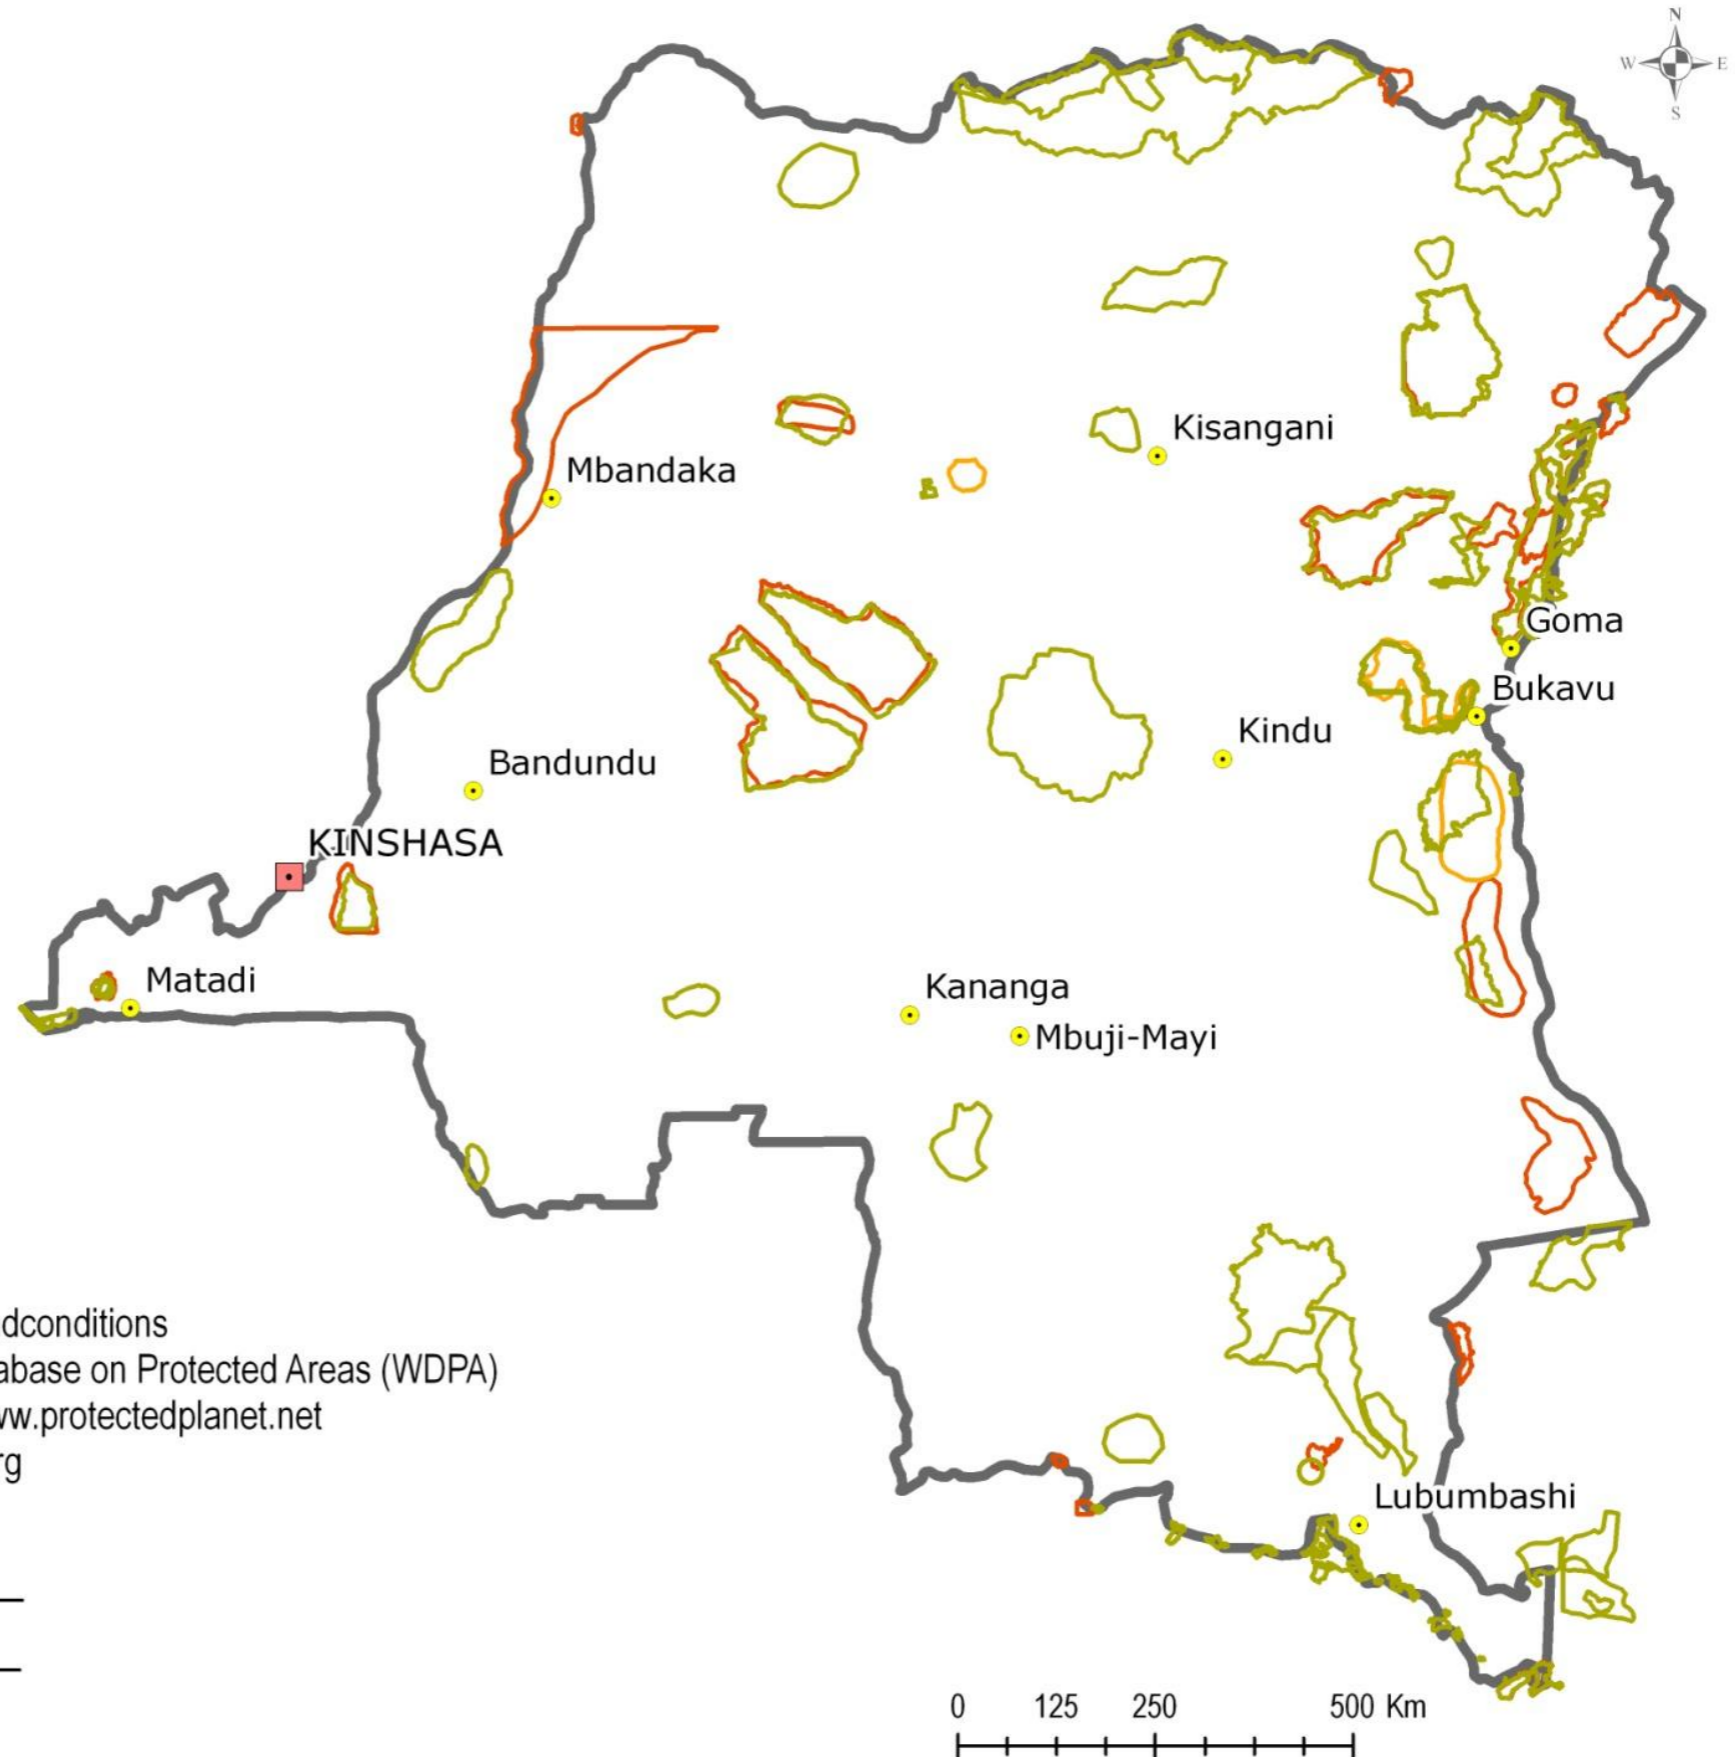 N
W E
S
Kisangani
Mbandaka
Goma
Bukavu
Kindu
Bandundu
KINSHASA
Matadi
Kananga
Mbuji-Mayi
dconditions
abase on Protected Areas (WDPA)
w.protectedplanet.net
rg
Lubumbashi
0 125 250 500 Km